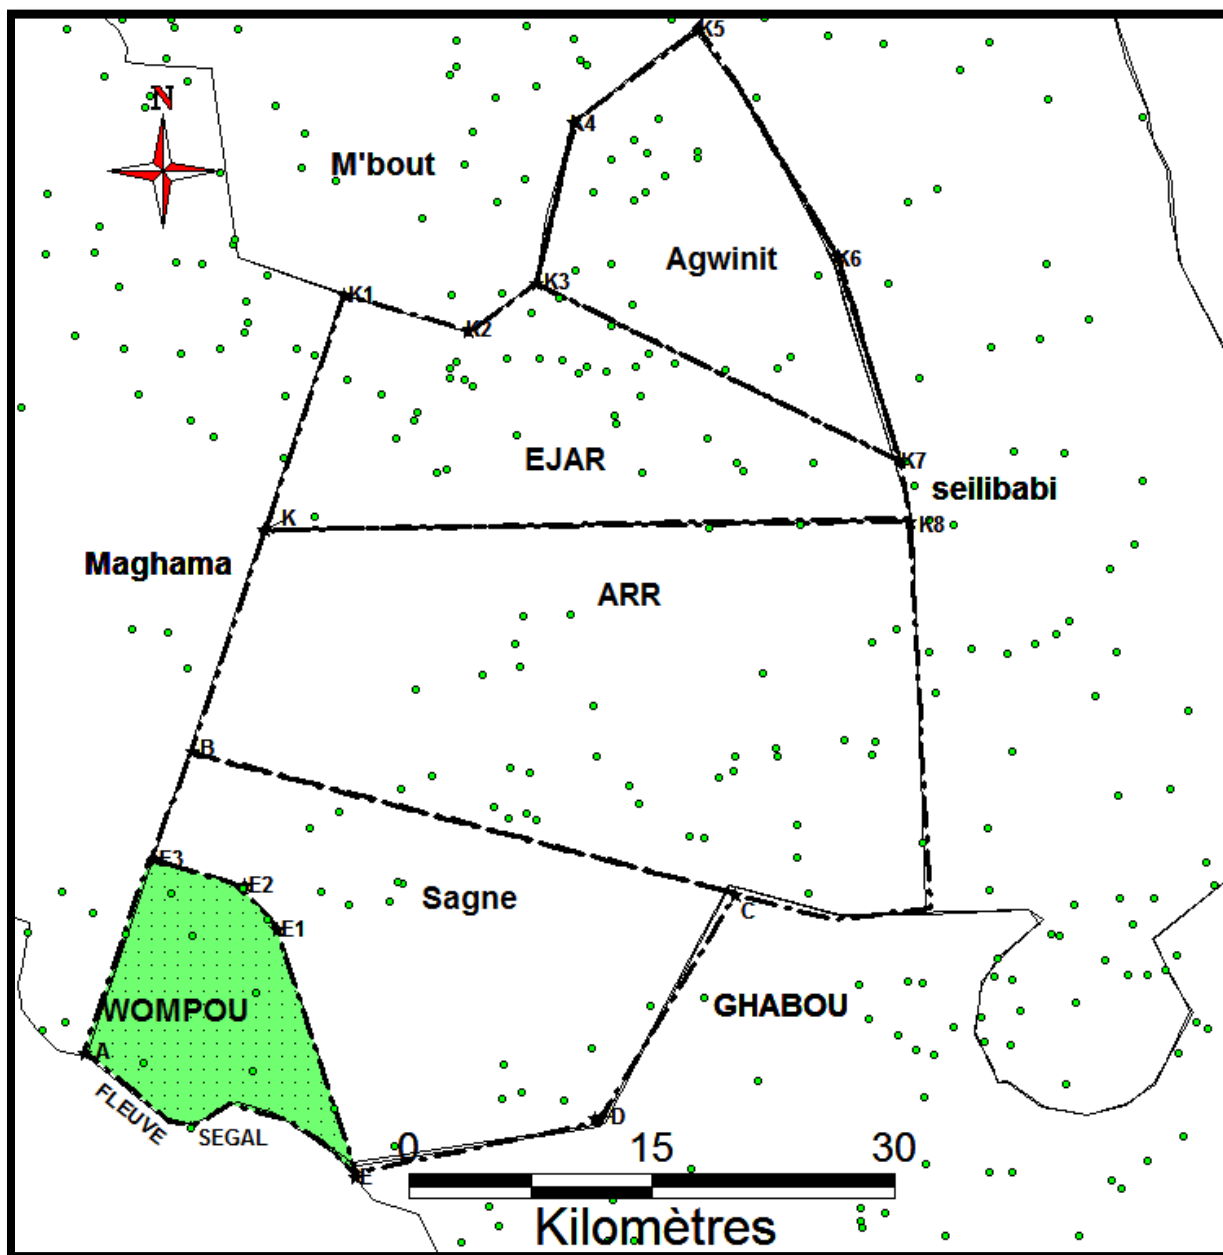 K5
N
K4
M'bout
Agwinit
K6
K3
K1
K2
EJAR
K7
seilibabi
K
K8
Maghama
ARR
B
E3
E2
Sagne
C
E1
WOMPOU
GHABOU
A
FLEUVE
D
SEGAL
0 15 30
E
Kilomètres